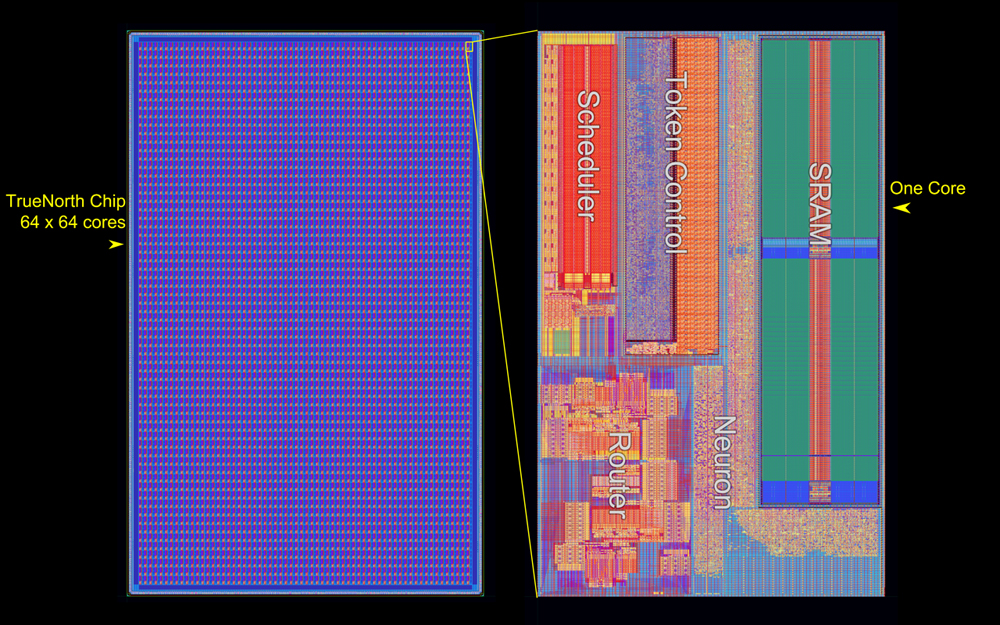 TrueNorth Chip
64 x 64 cores
Scheduler
Token Control
SRAM
One Core
Router
Neuron